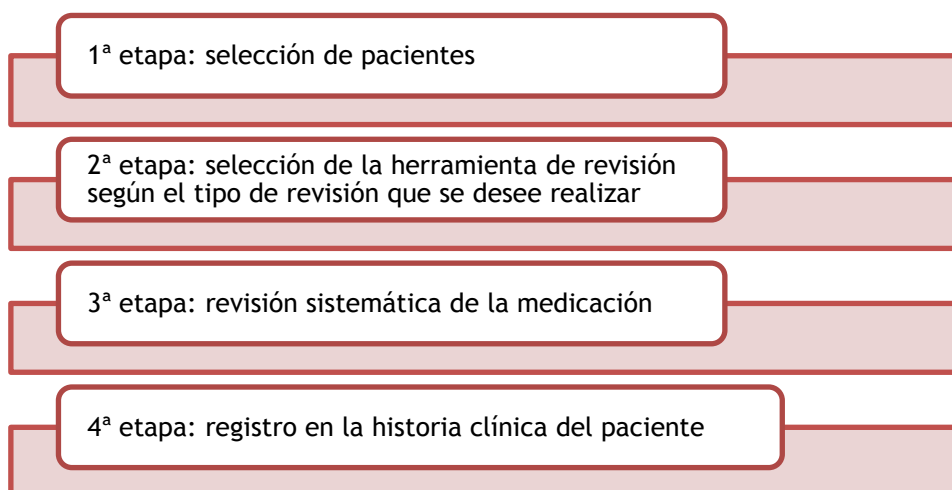 1ª etapa: selección de pacientes
2ª etapa: selección de la herramienta de revisión
según el tipo de revisión que se desee realizar
3ª etapa: revisión sistemática de la medicación
4ª etapa: registro en la historia clínica del paciente